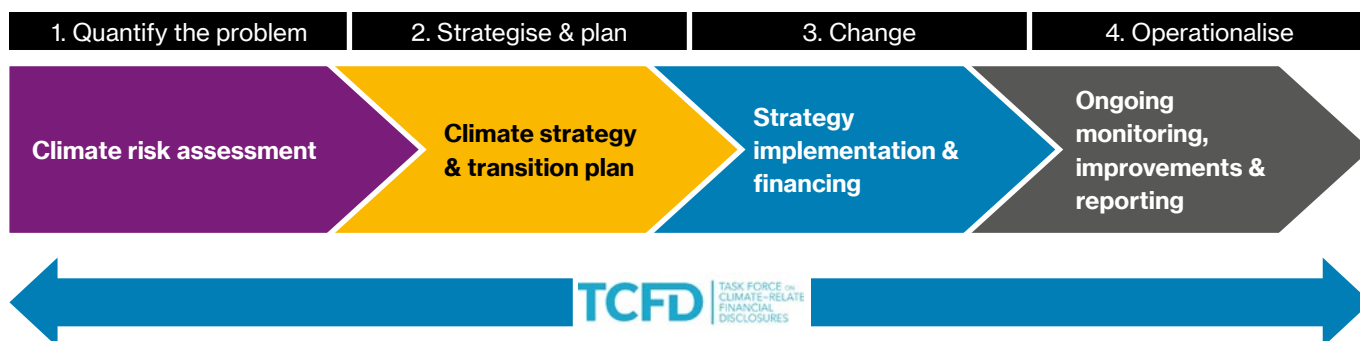 1. Quantify the problem
2. Strategise & plan
3. Change
4. Operationalise
Climate risk assessment
Climate strategy
& transition plan
Strategy
implementation &
financing
Ongoing
monitoring,
improvements &
reporting
TCFD
TASK FORCE ON
CLIMATE-RELATE
FINANCIAL
DISCLOSURES